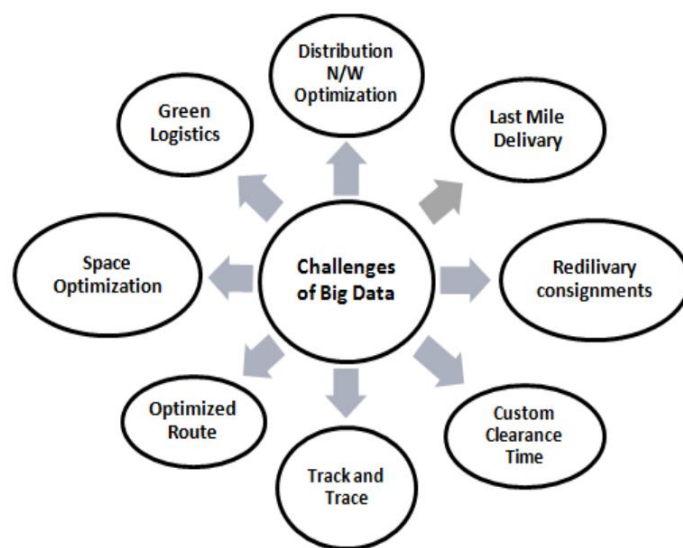 Distribution
N/W
Optimization
Green
Logistics
Last Mile
Delivary
Space
Optimization
Challenges
of Big Data
Redilivary
consignments
Optimized
Route
Custom
Clearance
Time
Track and
Trace